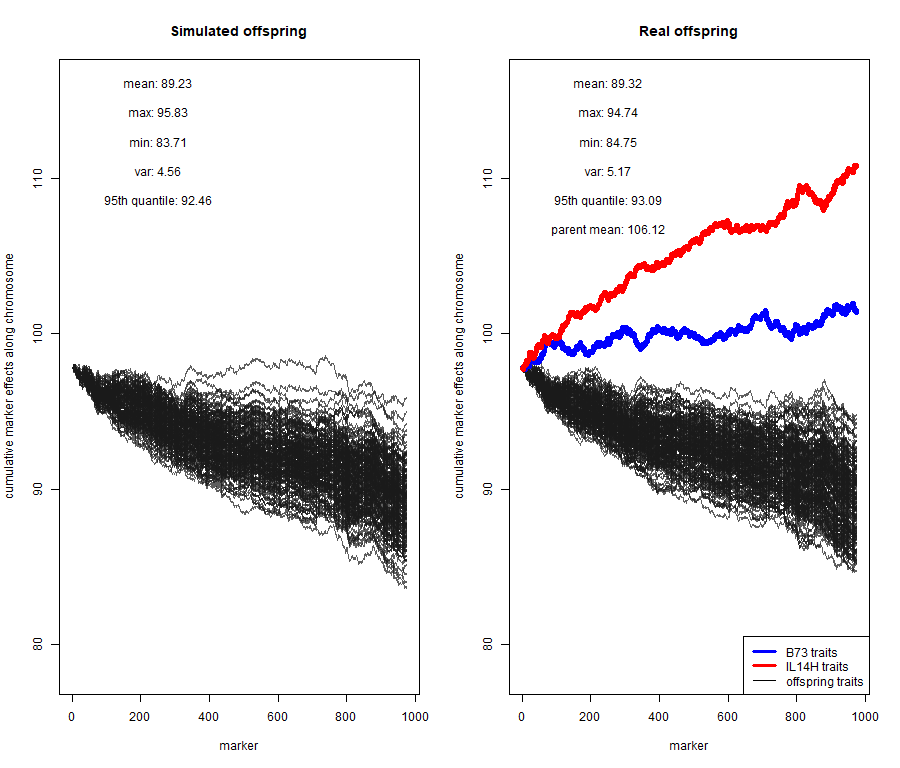 Simulated offspring
mean: 89.23
max: 95.83
min: 83.71
var: 4.56
95th quantile: 92.46
cumulative marker effects along chromosome
110
100
90
80
0 200 400 600 800 1000
marker
Real offspring
mean: 89.32
max: 94.74
min: 84.75
var: 5.17
95th quantile: 93.09
parent mean: 106.12
cumulative marker effects along chromosome
110
100
90
80
B73 traits
IL14H traits
offspring traits
0 200 400 600 800 1000
marker